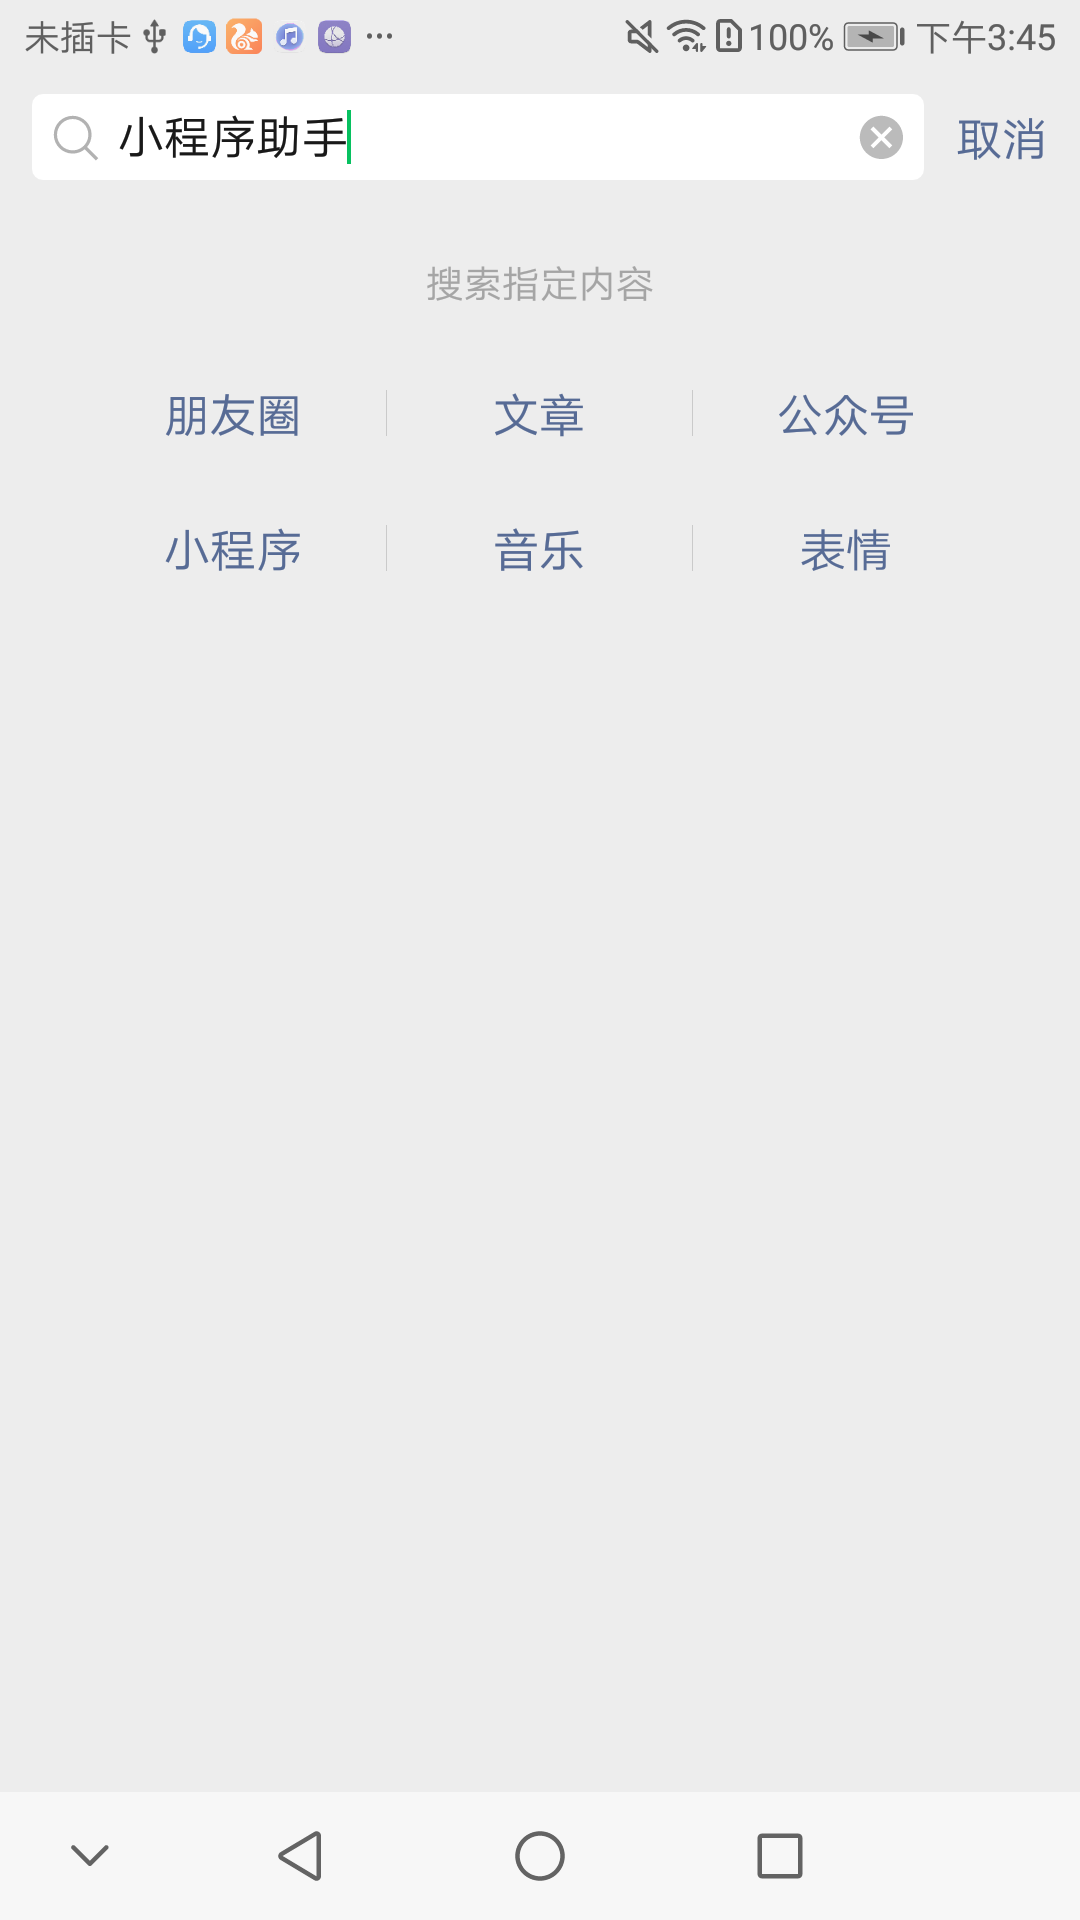 未插卡 100% 下午3:45
小程序助手 取消
搜索指定内容
朋友圈 文章 公众号
小程序 音乐 表情